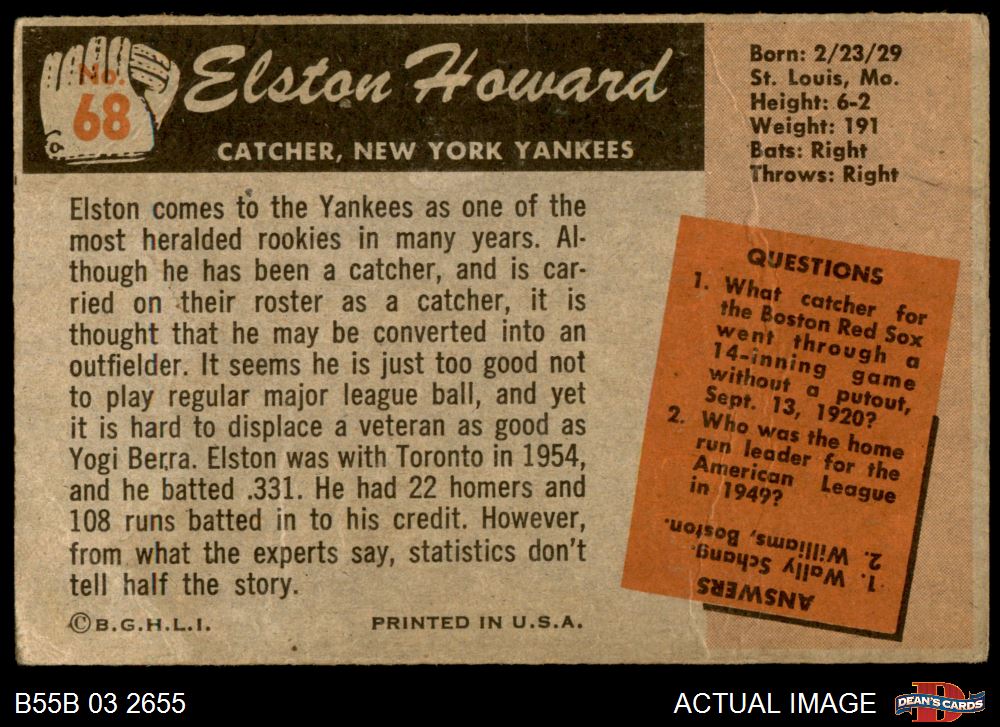 No.
68
Elston Howard
CATCHER, NEW YORK YANKEES
Born: 2/23/29
St. Louis, Mo.
Height: 6-2
Weight: 191
Bats: Right
Throws: Right
Elston comes to the Yankees as one of the
most heralded rookies in many years. Al-
though he has been a catcher, and is car-
ried on their roster as a catcher, it is
thought that he may be converted into an
outfielder. It seems he is just too good not
to play regular major league ball, and yet
it is hard to displace a veteran as good as
Yogi Berra. Elston was with Toronto in 1954,
and he batted .331. He had 22 homers and
108 runs batted in to his credit. However,
from what the experts say, statistics don't
tell half the story.
©B.G.H.L.I.
PRINTED IN U.S.A.
QUESTIONS
1. What catcher for
the Boston Red Sox
went through a
14-inning game
without a putout,
Sept. 13, 1920?
2. Who was the home
run leader for the
American League
in 1949?
ANSWERS
1. Wally Schang.
2. Williams, Boston.
B55B 03 2655
ACTUAL IMAGE
D
DEAN'S CARDS